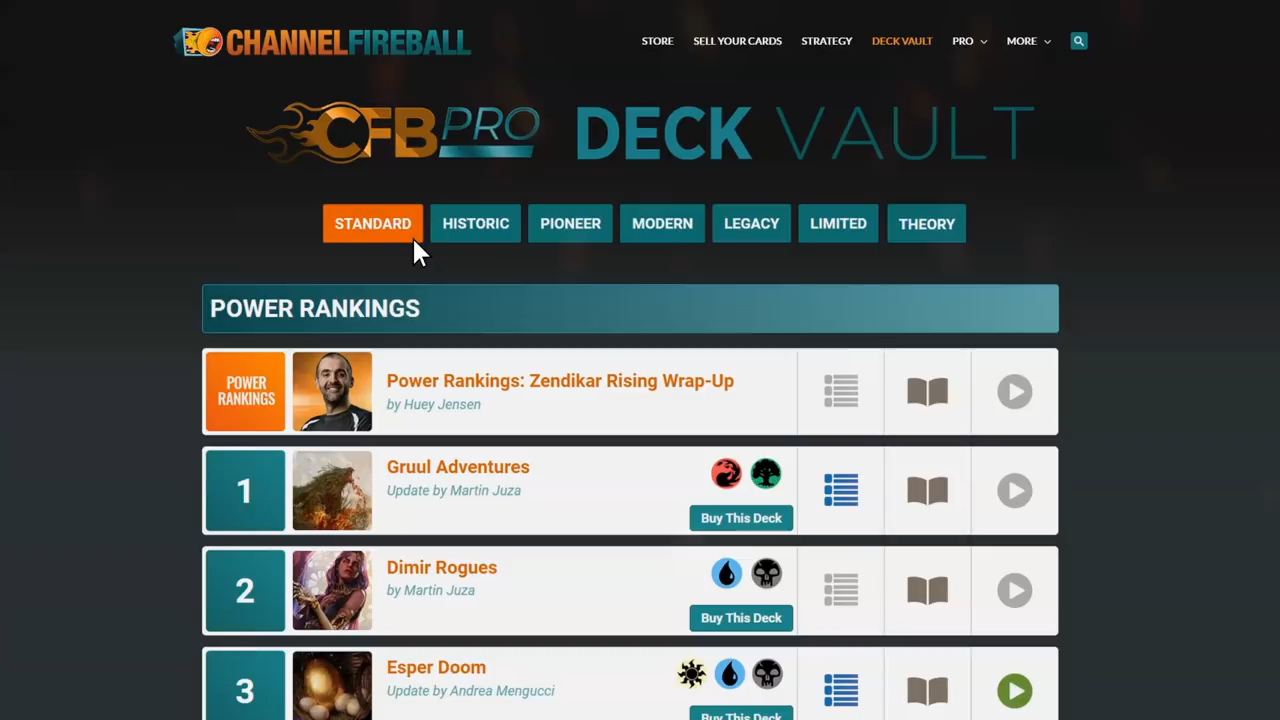 CHANNELFIREBALL
STORE SELL YOUR CARDS STRATEGY DECK VAULT PRO MORE
CFB PRO DECK VAULT
STANDARD HISTORIC PIONEER MODERN LEGACY LIMITED THEORY
POWER RANKINGS
POWER
RANKINGS
Power Rankings: Zendikar Rising Wrap-Up
by Huey Jensen
1
Gruul Adventures
Update by Martin Juza
Buy This Deck
2
Dimir Rogues
by Martin Juza
Buy This Deck
3
Esper Doom
Update by Andrea Mengucci
Buy This Deck